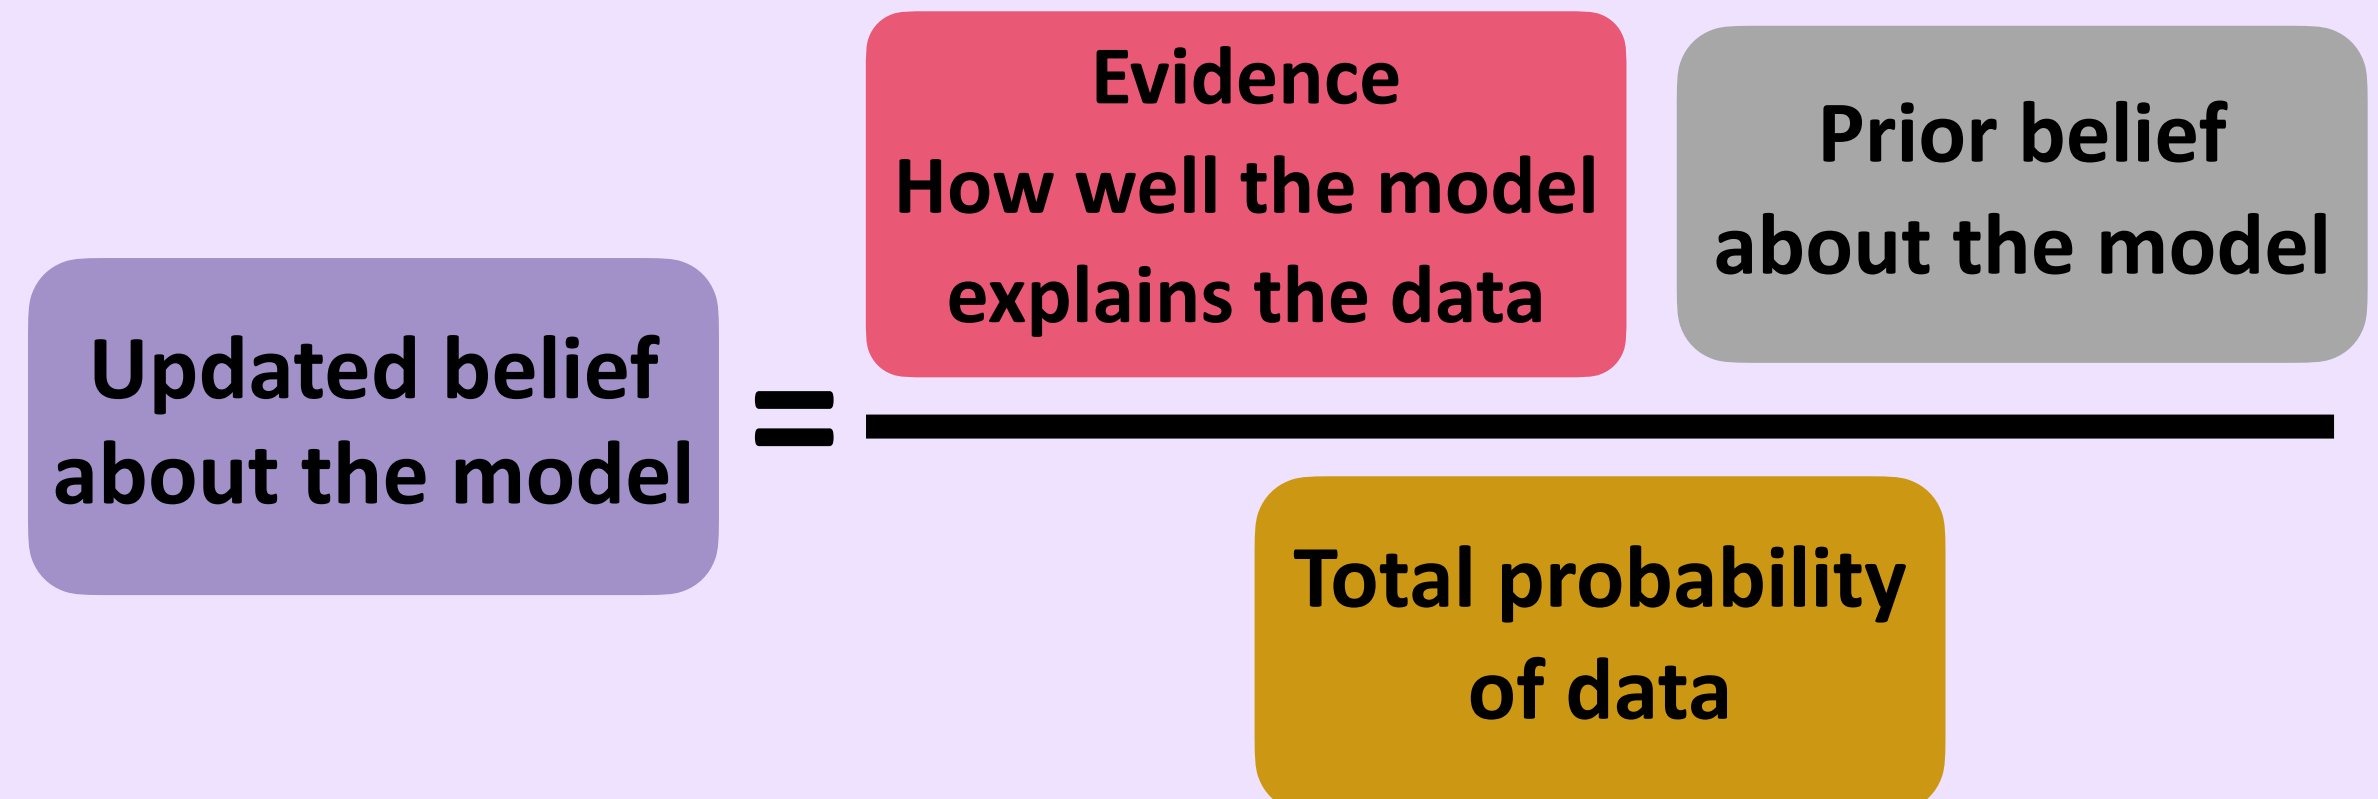 Evidence
How well the model
explains the data
Prior belief
about the model
Updated belief
about the model
=
Total probability
of data